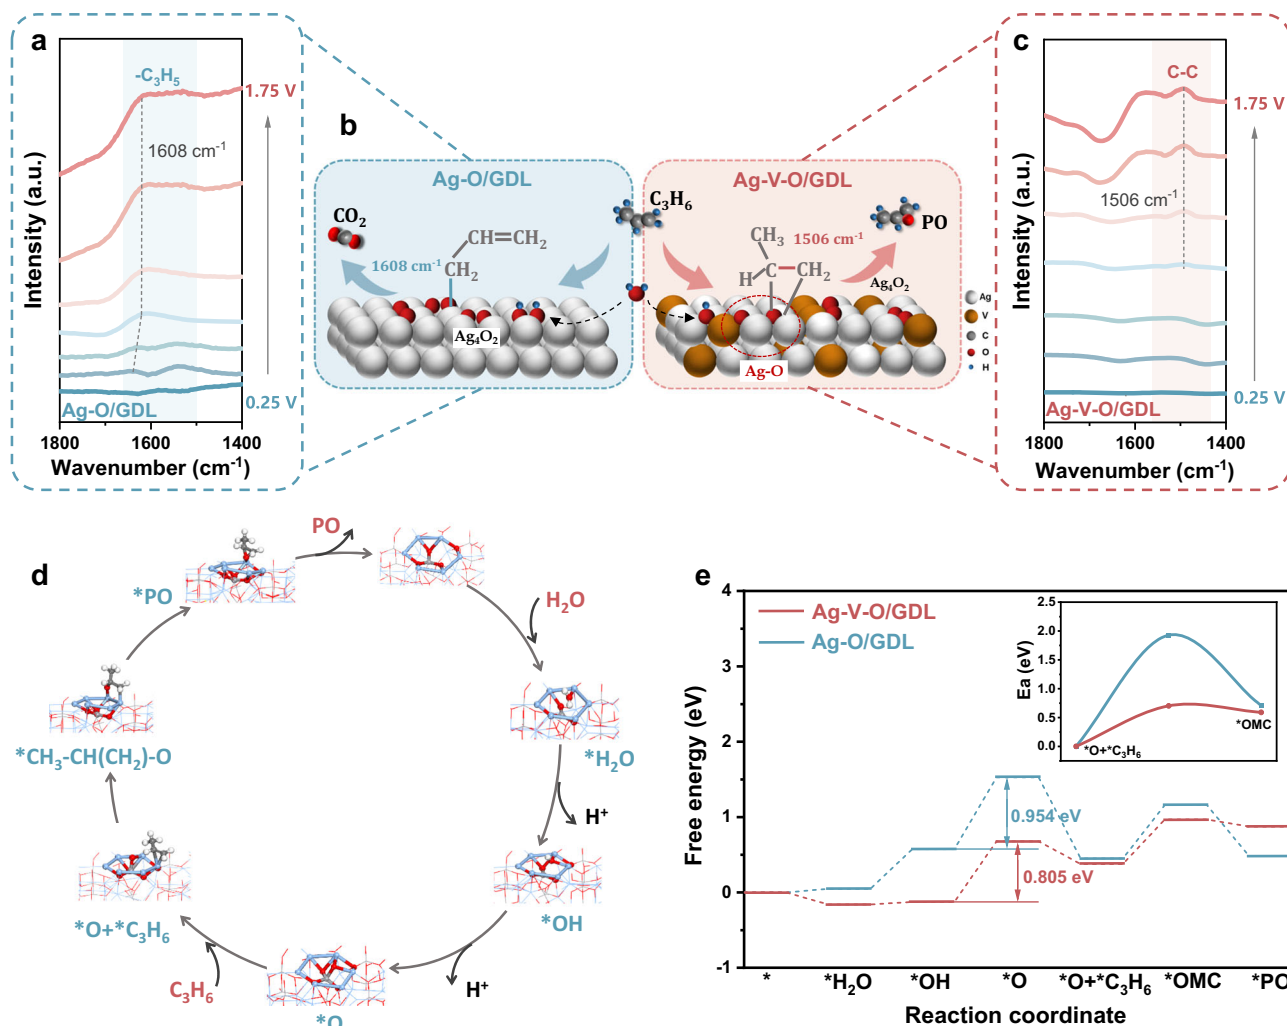 a
-C₃H₅
1.75 V
1608 cm⁻¹
Intensity (a.u.)
Ag-O/GDL
0.25 V
1800
1600
1400
Wavenumber (cm⁻¹)
b
Ag-O/GDL
CO₂
CH=CH₂
1608 cm⁻¹
CH₂
Ag₄O₂
C₃H₆
Ag-V-O/GDL
CH₃
1506 cm⁻¹
PO
H
C
CH₂
Ag₄O₂
Ag-O
Ag
V
C
O
H
c
C-C
1.75 V
1506 cm⁻¹
Intensity (a.u.)
Ag-V-O/GDL
0.25 V
1800
1600
1400
Wavenumber (cm⁻¹)
d
PO
*PO
H₂O
*H₂O
H⁺
*OH
H⁺
*O
C₃H₆
*O+*C₃H₆
*CH₃-CH(CH₂)-O
e
Ag-V-O/GDL
Ag-O/GDL
Free energy (eV)
4
3
2
1
0
-1
0.954 eV
0.805 eV
Ea (eV)
2.5
2.0
1.5
1.0
0.5
0.0
*O+*C₃H₆
*OMC
*
*H₂O
*OH
*O
*O+*C₃H₆
*OMC
*PO
Reaction coordinate